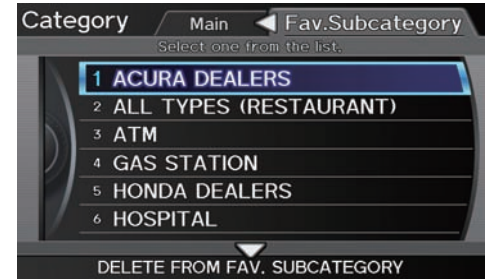 Category Main Fav.Subcategory
Select one from the list.
1 ACURA DEALERS
2 ALL TYPES (RESTAURANT)
3 ATM
4 GAS STATION
5 HONDA DEALERS
6 HOSPITAL
DELETE FROM FAV. SUBCATEGORY